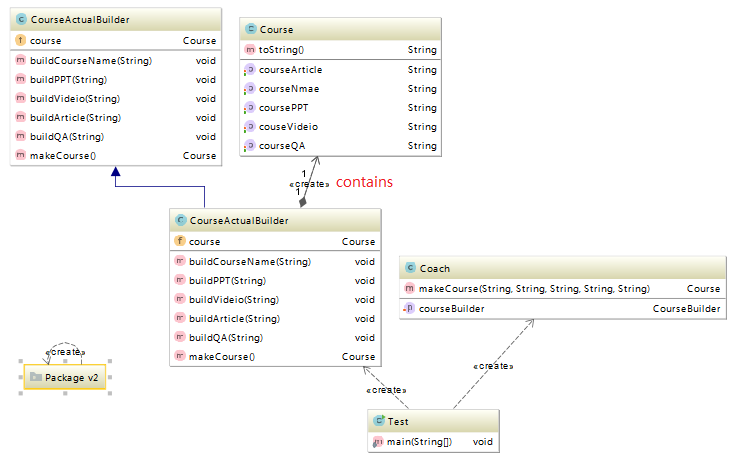 CourseActualBuilder
course Course
buildCourseName(String) void
buildPPT(String) void
buildVideio(String) void
buildArticle(String) void
buildQA(String) void
makeCourse() Course
Course
toString() String
courseArticle String
courseNmae String
coursePPT String
couseVideio String
courseQA String
1
«create» contains
1
CourseActualBuilder
course Course
buildCourseName(String) void
buildPPT(String) void
buildVideio(String) void
buildArticle(String) void
buildQA(String) void
makeCourse() Course
Coach
makeCourse(String, String, String, String, String) Course
courseBuilder CourseBuilder
«create»
Package v2
«create»
«create»
Test
main(String[]) void